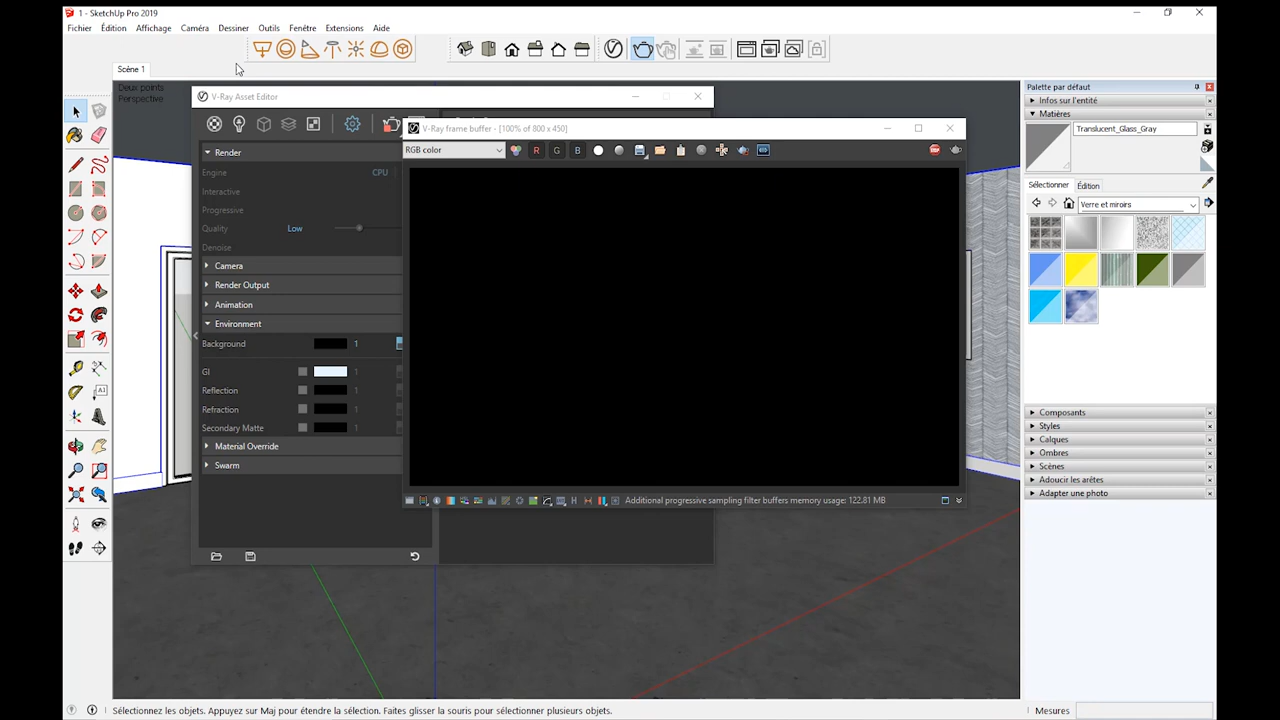 1 - SketchUp Pro 2019
Fichier Édition Affichage Caméra Dessiner Outils Fenêtre Extensions Aide
Scène 1
Deux points
Perspective
V-Ray Asset Editor
Render
Engine CPU
Interactive
Progressive
Quality Low
Denoise
Camera
Render Output
Animation
Environment
Background 1
GI 1
Reflection 1
Refraction 1
Secondary Matte 1
Material Override
Swarm
V-Ray frame buffer - [100% of 800 x 450]
RGB color R G B
Additional progressive sampling filter buffers memory usage: 122.81 MB
Palette par défaut
Infos sur l'entité
Matières
Translucent_Glass_Gray
Sélectionner Édition
Verre et miroirs
Composants
Styles
Calques
Ombres
Scènes
Adoucir les arêtes
Adapter une photo
Sélectionnez les objets. Appuyez sur Maj pour étendre la sélection. Faites glisser la souris pour sélectionner plusieurs objets.
Mesures